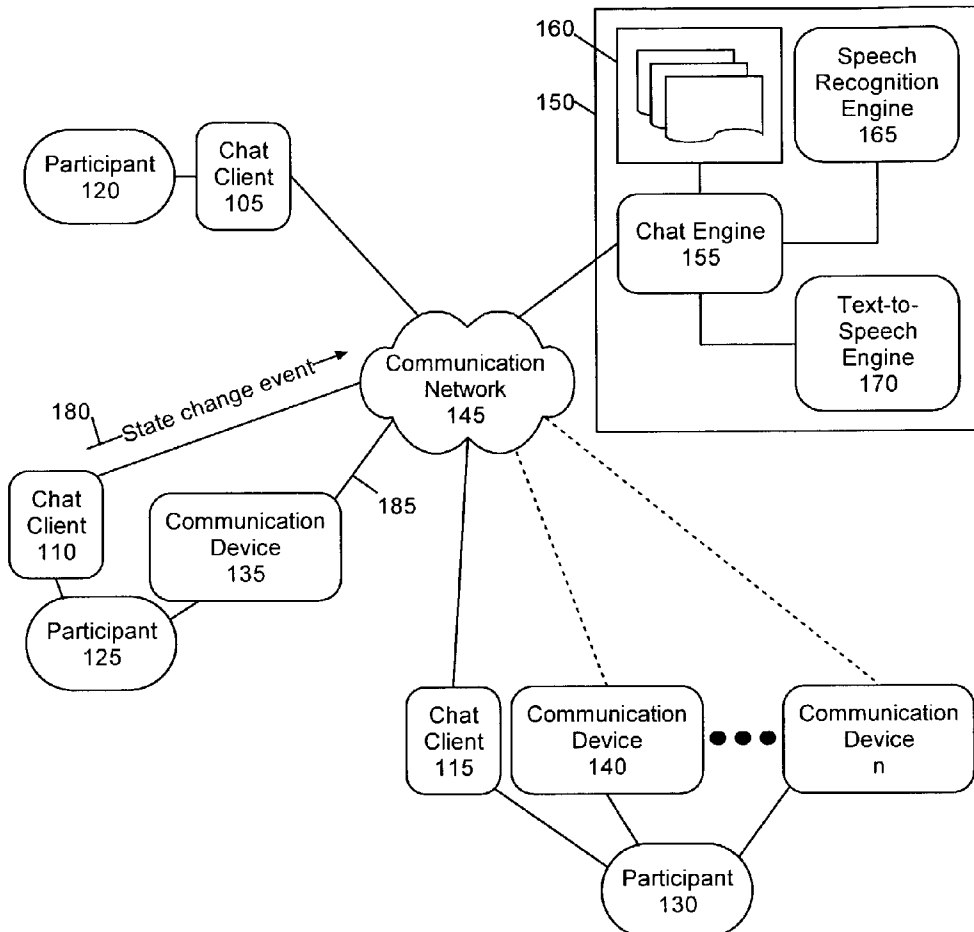 160
150
Speech
Recognition
Engine
165
Participant
120
Chat
Client
105
Chat Engine
155
Text-to-
Speech
Engine
170
Communication
Network
145
180
State change event
185
Chat
Client
110
Communication
Device
135
Participant
125
Chat
Client
115
Communication
Device
140
Communication
Device
n
Participant
130